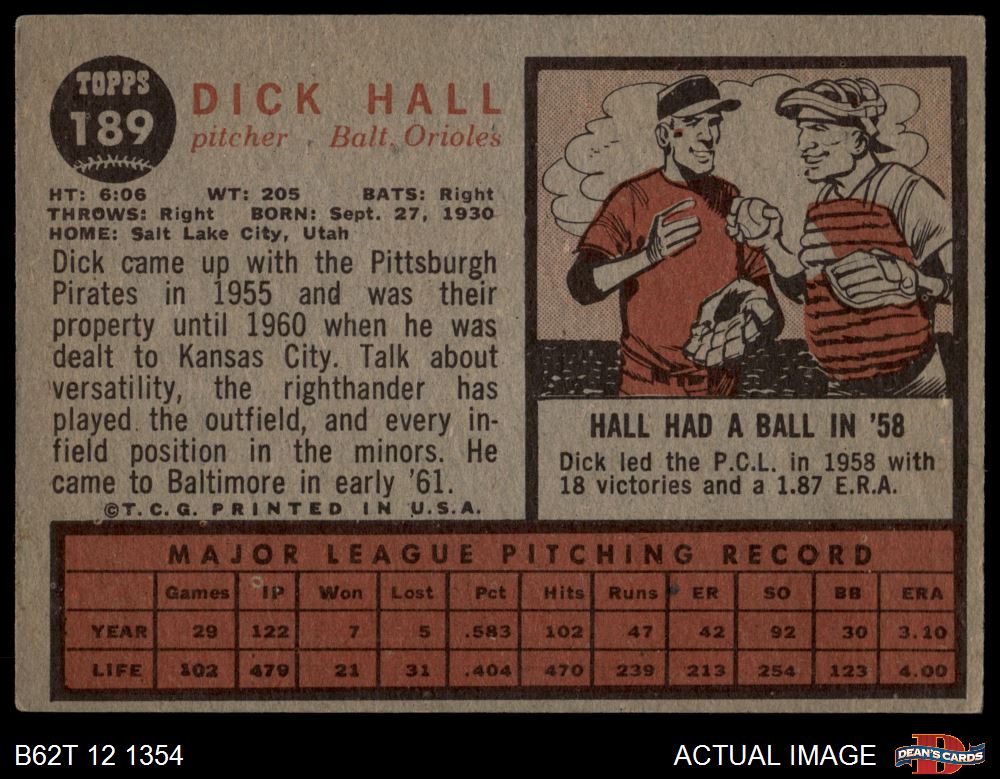 TOPPS
189
DICK HALL
pitcher Balt. Orioles
HT: 6:06 WT: 205 BATS: Right
THROWS: Right BORN: Sept. 27, 1930
HOME: Salt Lake City, Utah
Dick came up with the Pittsburgh
Pirates in 1955 and was their
property until 1960 when he was
dealt to Kansas City. Talk about
versatility, the righthander has
played the outfield, and every in-
field position in the minors. He
came to Baltimore in early '61.
©T.C.G. PRINTED IN U.S.A.
HALL HAD A BALL IN '58
Dick led the P.C.L. in 1958 with
18 victories and a 1.87 E.R.A.
MAJOR LEAGUE PITCHING RECORD
Games IP Won Lost Pct Hits Runs ER SO BB ERA
YEAR 29 122 7 5 .583 102 47 42 92 30 3.10
LIFE 102 479 21 31 .404 470 239 213 254 123 4.00
B62T 12 1354 ACTUAL IMAGE DEAN'S CARDS